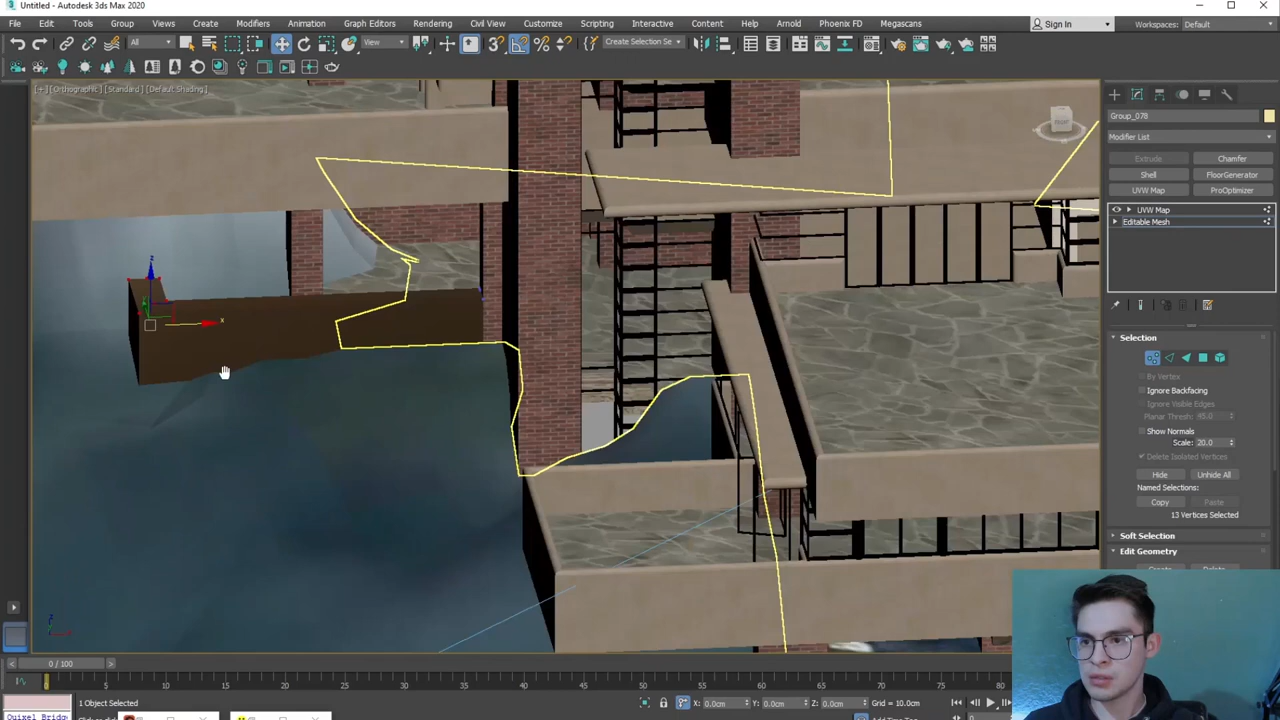 Untitled - Autodesk 3ds Max 2020
File Edit Tools Group Views Create Modifiers Animation Graph Editors Rendering Civil View Customize Scripting Interactive Content Help Arnold Phoenix FD Megascans
Sign In Workspaces: Default
All View Create Selection Se
[+] [Orthographic] [Standard] [Default Shading]
Group_078
Modifier List
Extrude Chamfer
Shell FloorGenerator
UVW Map ProOptimizer
UVW Map
Editable Mesh
z
x
FRONT
Selection
By Vertex
Ignore Backfacing
Ignore Visible Edges
Planar Thresh: 45.0
Show Normals
Scale: 20.0
Delete Isolated Vertices
Hide Unhide All
Named Selections:
Copy Paste
13 Vertices Selected
Soft Selection
Edit Geometry
0 / 100
0 5 10 15 20 25 30 35 40 45 50 55 60 65 70 75 80
1 Object Selected X: 0.0cm Y: 0.0cm Z: 0.0cm Grid = 10.0cm
Quixel Bridg